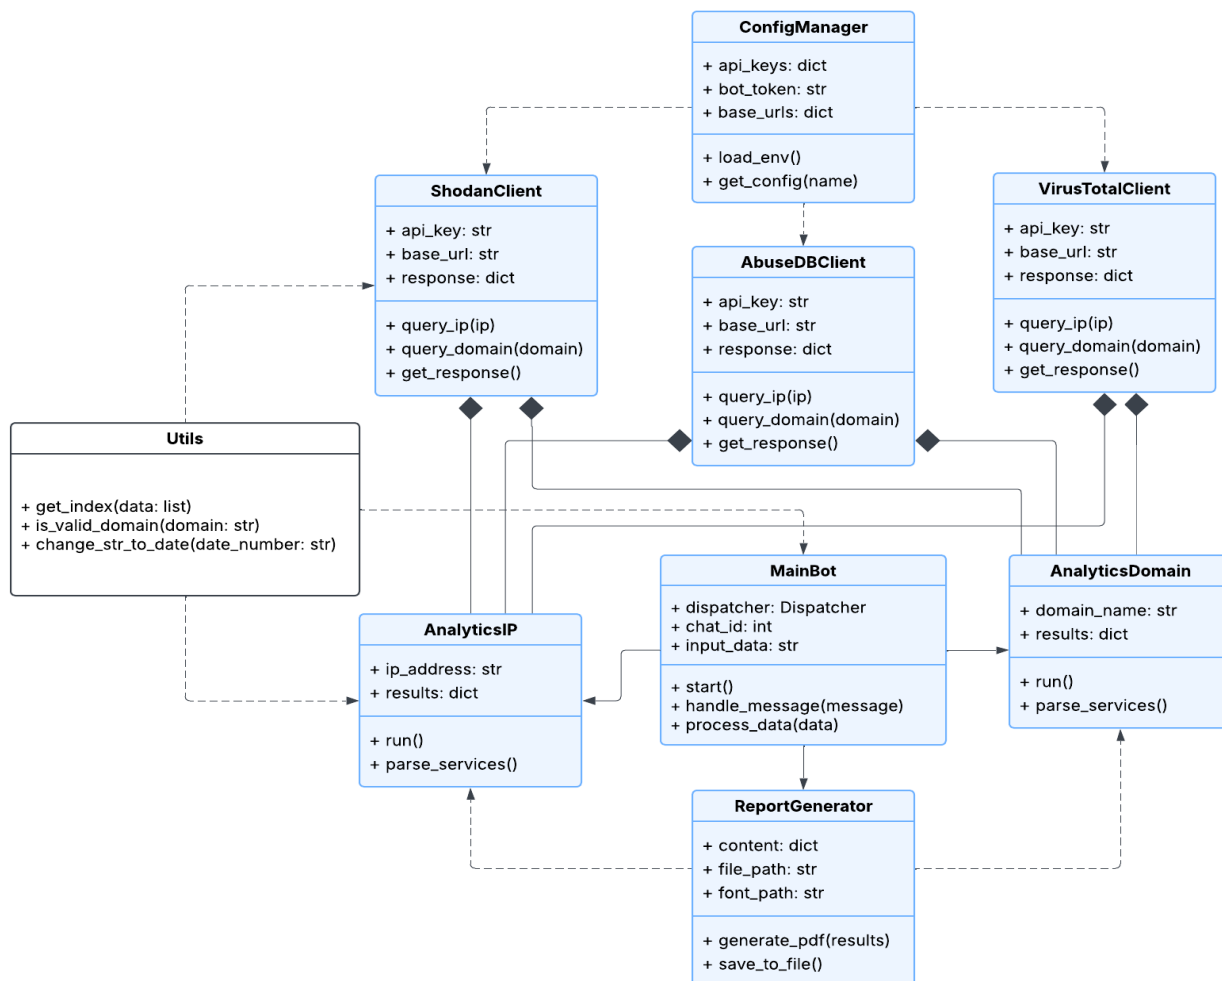 ConfigManager
+ api_keys: dict
+ bot_token: str
+ base_urls: dict
+ load_env()
+ get_config(name)
ShodanClient
+ api_key: str
+ base_url: str
+ response: dict
+ query_ip(ip)
+ query_domain(domain)
+ get_response()
AbuseDBClient
+ api_key: str
+ base_url: str
+ response: dict
+ query_ip(ip)
+ query_domain(domain)
+ get_response()
VirusTotalClient
+ api_key: str
+ base_url: str
+ response: dict
+ query_ip(ip)
+ query_domain(domain)
+ get_response()
Utils
+ get_index(data: list)
+ is_valid_domain(domain: str)
+ change_str_to_date(date_number: str)
AnalyticsIP
+ ip_address: str
+ results: dict
+ run()
+ parse_services()
MainBot
+ dispatcher: Dispatcher
+ chat_id: int
+ input_data: str
+ start()
+ handle_message(message)
+ process_data(data)
AnalyticsDomain
+ domain_name: str
+ results: dict
+ run()
+ parse_services()
ReportGenerator
+ content: dict
+ file_path: str
+ font_path: str
+ generate_pdf(results)
+ save_to_file()